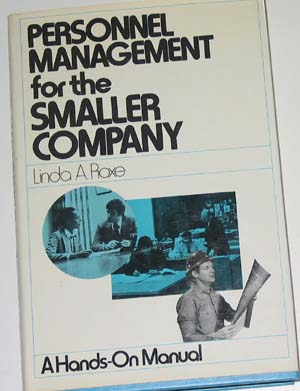 PERSONNEL
MANAGEMENT
for the
SMALLER
COMPANY
Linda A. Roxe
A Hands-On Manual